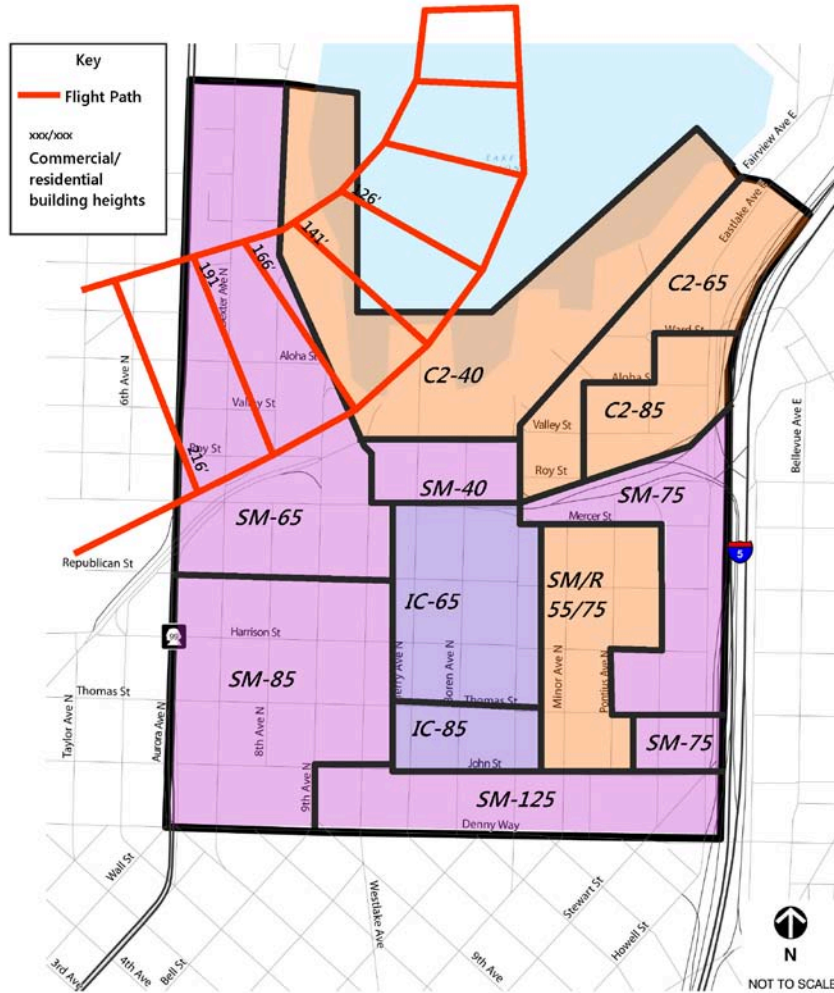 Key
Flight Path
xxx/xxx
Commercial/
residential
building heights
Fairview Ave E
LAKE
Eastlake Ave E
126'
141'
166'
191'
Dexter Ave N
C2-65
Ward St
6th Ave N
Aloha St
C2-40
Aloha St
C2-85
Valley St
Valley St
Bellevue Ave E
Roy St
216'
Roy St
SM-40
SM-75
Mercer St
SM-65
5
Republican St
IC-65
SM/R
55/75
99
Harrison St
Boren Ave N
Minor Ave N
Pontius Ave N
SM-85
Thomas St
Thomas St
Taylor Ave N
Aurora Ave N
8th Ave N
IC-85
SM-75
John St
9th Ave N
SM-125
Denny Way
Wall St
Westlake Ave
Stewart St
Howell St
3rd Ave
4th Ave
Bell St
9th Ave
N
NOT TO SCALE